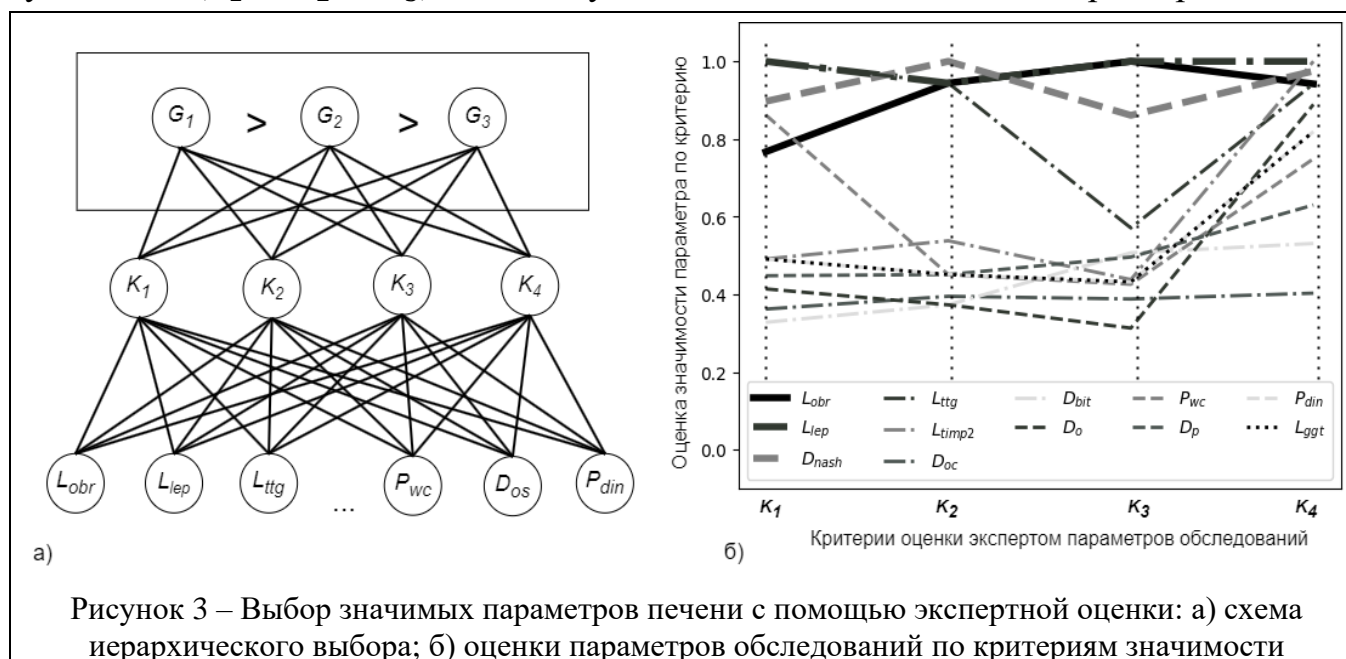 G1 > G2 > G3
K1 K2 K3 K4
Lobr Llep Lttg ... Pwc Dos Pdin
а)
Оценка значимости параметра по критерию
1.0
0.8
0.6
0.4
0.2
0.0
Lobr Lttg Dbit Pwc Pdin
Llep Ltimp2 Do Dp Lggt
Dnash Doc
K1 K2 K3 K4
Критерии оценки экспертом параметров обследований
б)
Рисунок 3 – Выбор значимых параметров печени с помощью экспертной оценки: а) схема
иерархического выбора; б) оценки параметров обследований по критериям значимости